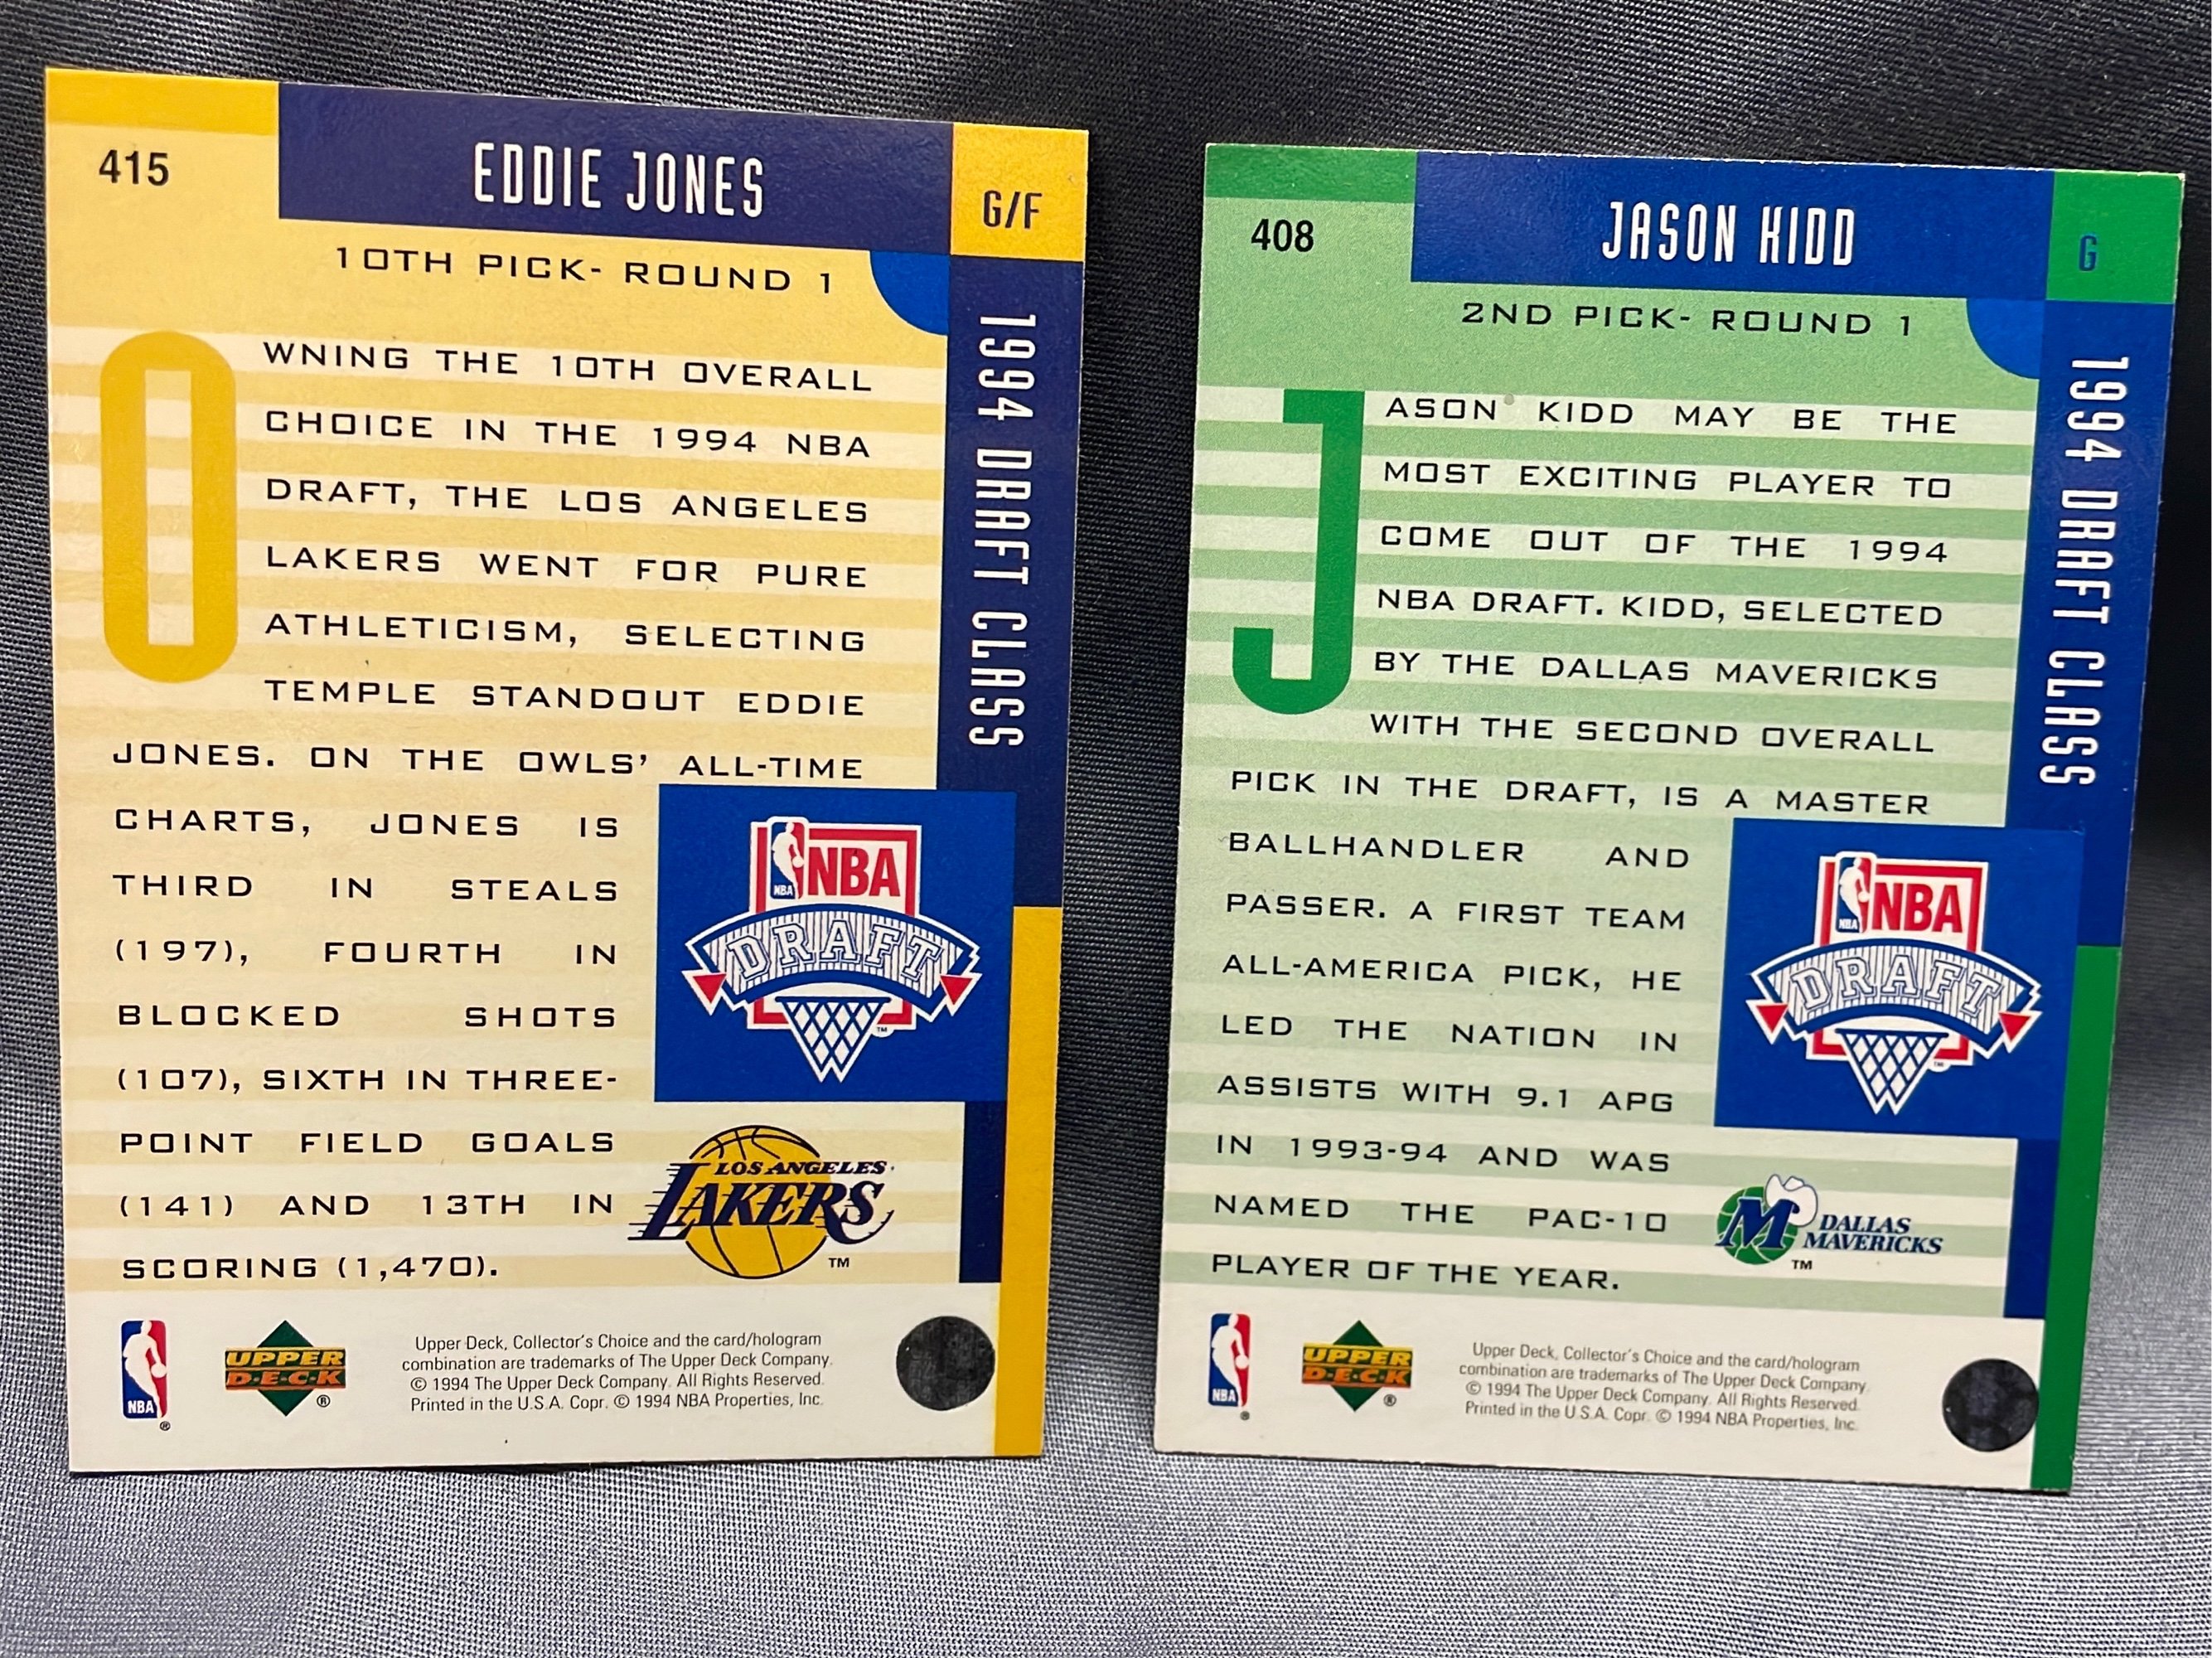 415
EDDIE JONES
G/F
10TH PICK- ROUND 1
OWNING THE 10TH OVERALL
CHOICE IN THE 1994 NBA
DRAFT, THE LOS ANGELES
LAKERS WENT FOR PURE
ATHLETICISM, SELECTING
TEMPLE STANDOUT EDDIE
JONES. ON THE OWLS' ALL-TIME
CHARTS, JONES IS
THIRD IN STEALS
(197), FOURTH IN
BLOCKED SHOTS
(107), SIXTH IN THREE-
POINT FIELD GOALS
(141) AND 13TH IN
SCORING (1,470).
1994 DRAFT CLASS
NBA
NBA
DRAFT
TM
LOS ANGELES
LAKERS
TM
NBA
®
UPPER
D·E·C·K
®
Upper Deck, Collector's Choice and the card/hologram
combination are trademarks of The Upper Deck Company.
© 1994 The Upper Deck Company. All Rights Reserved.
Printed in the U.S.A. Copr. © 1994 NBA Properties, Inc.
408
JASON KIDD
G
2ND PICK- ROUND 1
JASON KIDD MAY BE THE
MOST EXCITING PLAYER TO
COME OUT OF THE 1994
NBA DRAFT. KIDD, SELECTED
BY THE DALLAS MAVERICKS
WITH THE SECOND OVERALL
PICK IN THE DRAFT, IS A MASTER
BALLHANDLER AND
PASSER. A FIRST TEAM
ALL-AMERICA PICK, HE
LED THE NATION IN
ASSISTS WITH 9.1 APG
IN 1993-94 AND WAS
NAMED THE PAC-10
PLAYER OF THE YEAR.
1994 DRAFT CLASS
NBA
NBA
DRAFT
TM
M
DALLAS
MAVERICKS
TM
NBA
®
UPPER
D·E·C·K
®
Upper Deck, Collector's Choice and the card/hologram
combination are trademarks of The Upper Deck Company.
© 1994 The Upper Deck Company. All Rights Reserved.
Printed in the U.S.A. Copr. © 1994 NBA Properties, Inc.